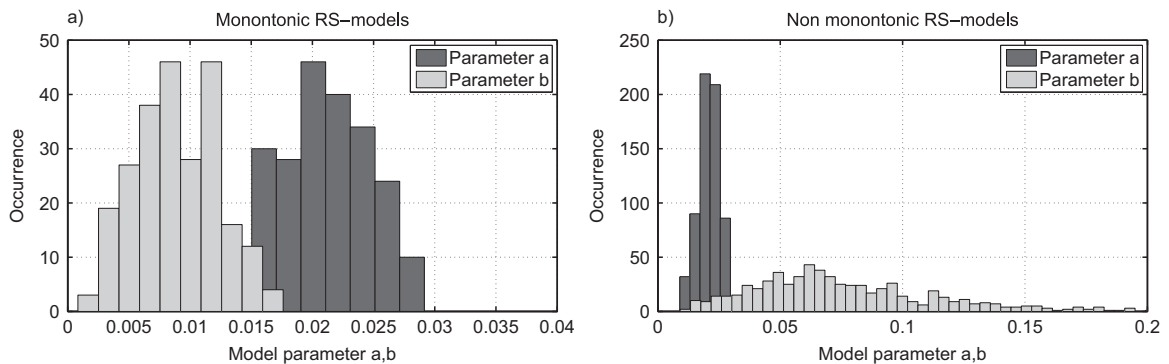 a) Monontonic RS–models
50
40
30
20
10
0
Occurrence
Parameter a
Parameter b
0 0.005 0.01 0.015 0.02 0.025 0.03 0.035 0.04
Model parameter a,b
b) Non monontonic RS–models
250
200
150
100
50
0
Occurrence
Parameter a
Parameter b
0 0.05 0.1 0.15 0.2
Model parameter a,b